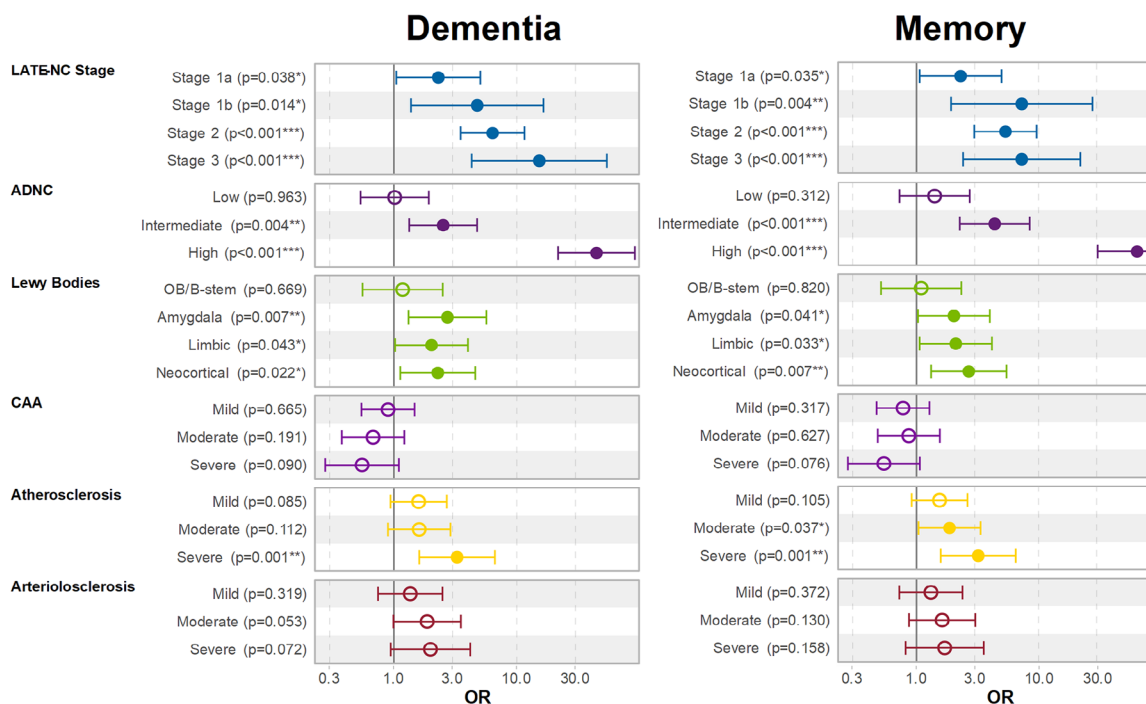 Dementia
Memory
LATE-NC Stage
Stage 1a (p=0.038*)
Stage 1b (p=0.014*)
Stage 2 (p<0.001***)
Stage 3 (p<0.001***)
Stage 1a (p=0.035*)
Stage 1b (p=0.004**)
Stage 2 (p<0.001***)
Stage 3 (p<0.001***)
ADNC
Low (p=0.963)
Intermediate (p=0.004**)
High (p<0.001***)
Low (p=0.312)
Intermediate (p<0.001***)
High (p<0.001***)
Lewy Bodies
OB/B-stem (p=0.669)
Amygdala (p=0.007**)
Limbic (p=0.043*)
Neocortical (p=0.022*)
OB/B-stem (p=0.820)
Amygdala (p=0.041*)
Limbic (p=0.033*)
Neocortical (p=0.007**)
CAA
Mild (p=0.665)
Moderate (p=0.191)
Severe (p=0.090)
Mild (p=0.317)
Moderate (p=0.627)
Severe (p=0.076)
Atherosclerosis
Mild (p=0.085)
Moderate (p=0.112)
Severe (p=0.001**)
Mild (p=0.105)
Moderate (p=0.037*)
Severe (p=0.001**)
Arteriolosclerosis
Mild (p=0.319)
Moderate (p=0.053)
Severe (p=0.072)
Mild (p=0.372)
Moderate (p=0.130)
Severe (p=0.158)
0.3 1.0 3.0 10.0 30.0
OR
0.3 1.0 3.0 10.0 30.0
OR